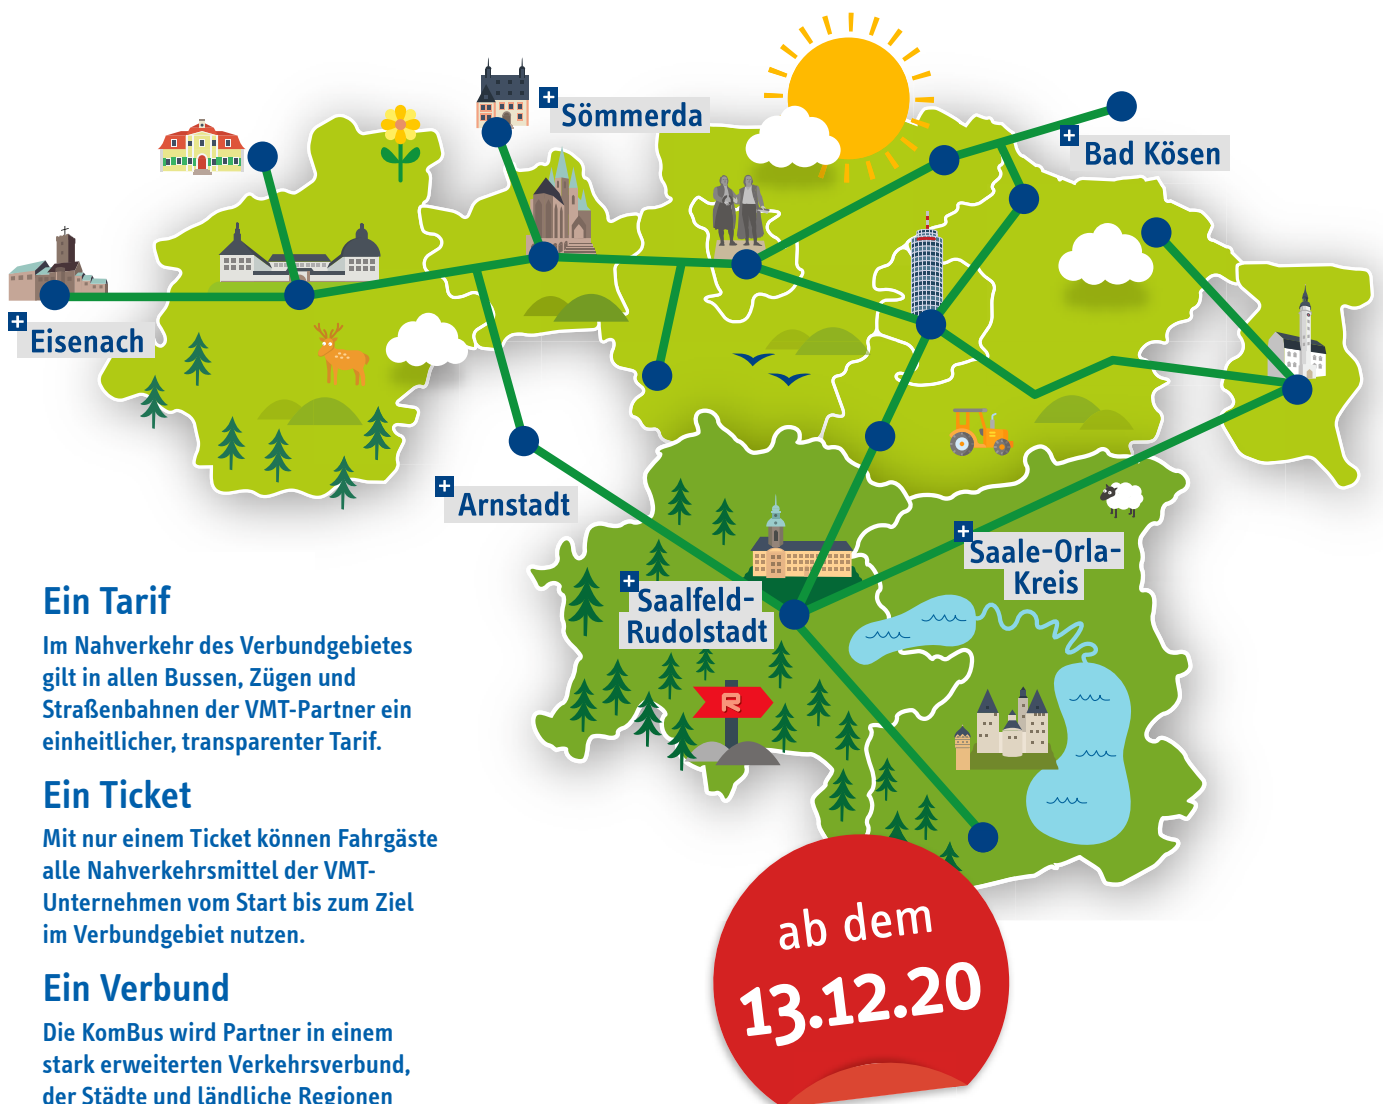 + Sömmerda
+ Bad Kösen
+ Eisenach
+ Arnstadt
+ Saale-Orla-
Kreis
+ Saalfeld-
Rudolstadt
R
Ein Tarif
Im Nahverkehr des Verbundgebietes
gilt in allen Bussen, Zügen und
Straßenbahnen der VMT-Partner ein
einheitlicher, transparenter Tarif.
Ein Ticket
Mit nur einem Ticket können Fahrgäste
alle Nahverkehrsmittel der VMT-
Unternehmen vom Start bis zum Ziel
im Verbundgebiet nutzen.
Ein Verbund
Die KomBus wird Partner in einem
stark erweiterten Verkehrsverbund,
der Städte und ländliche Regionen
ab dem
13.12.20